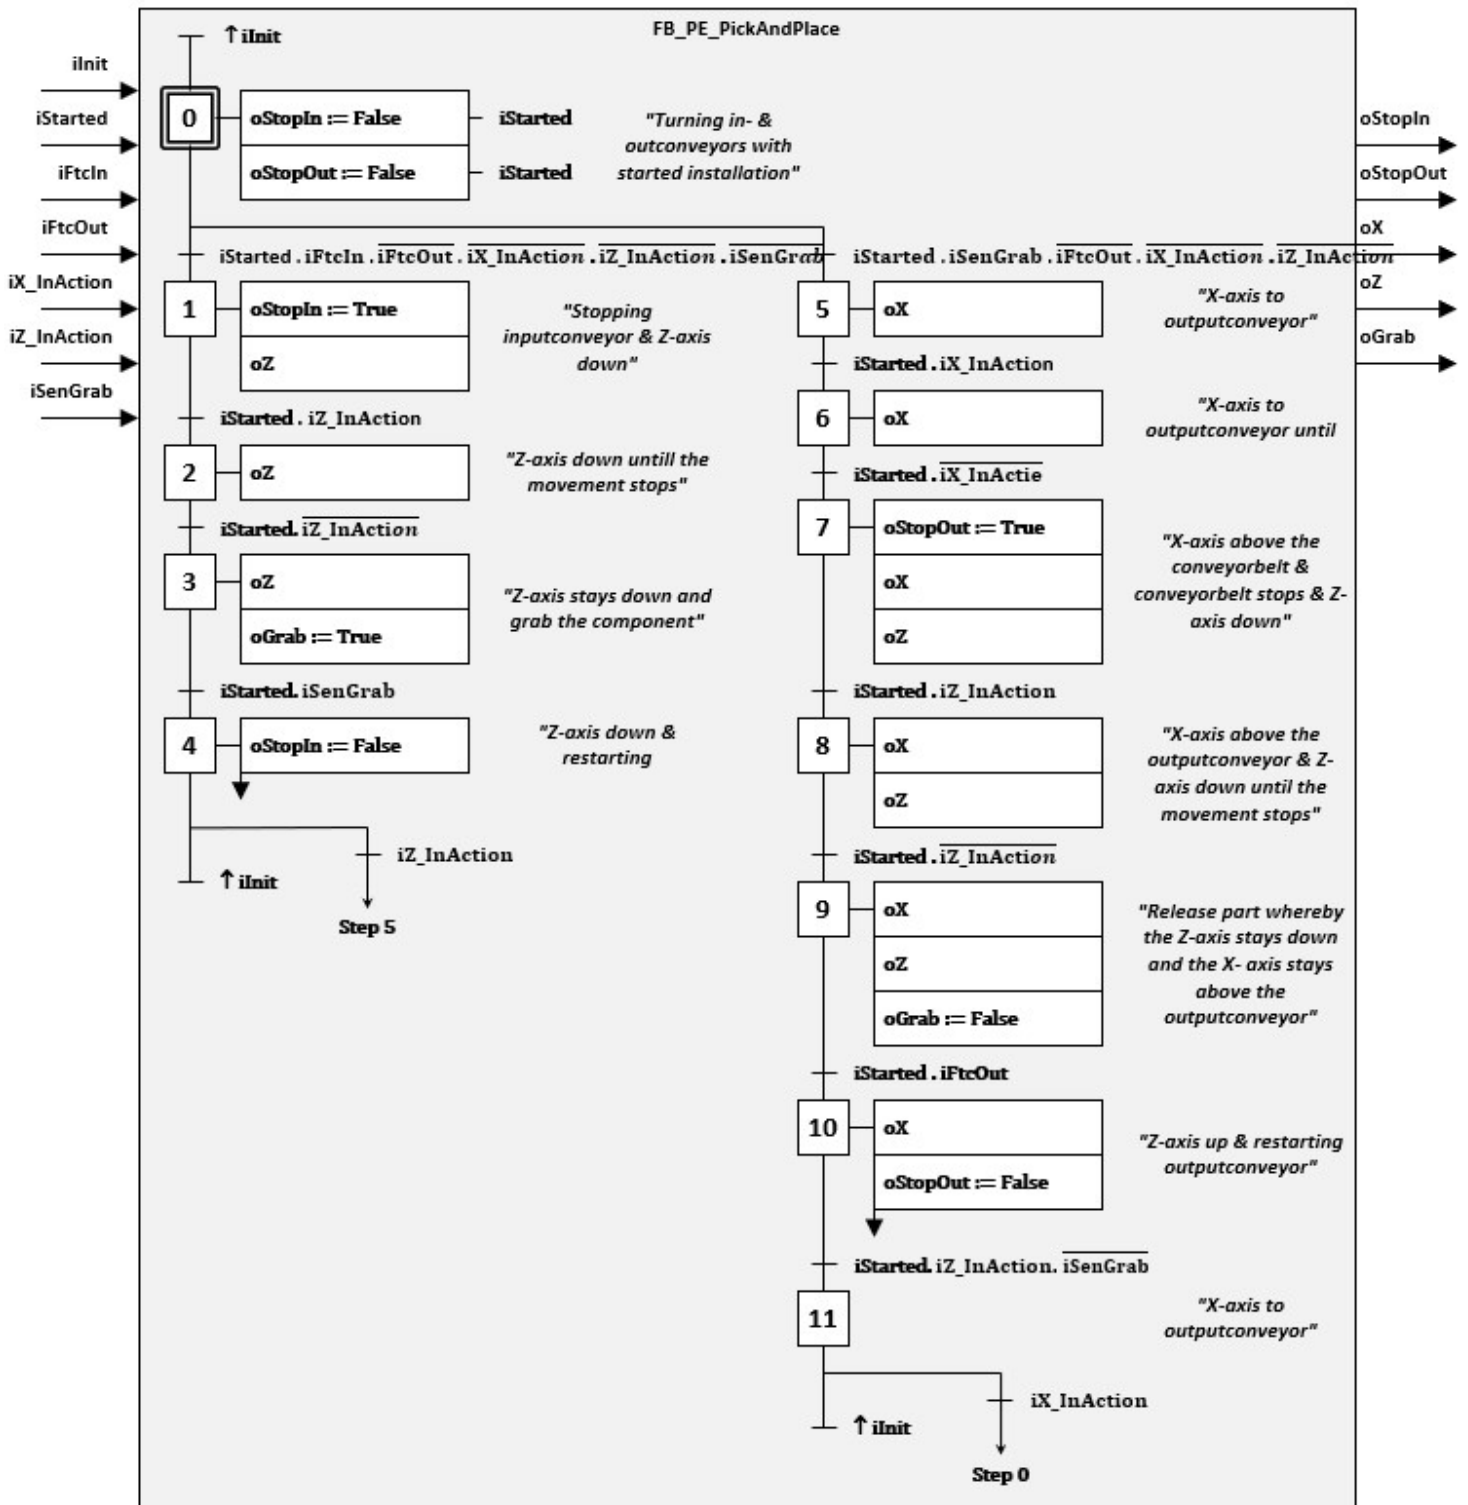 FB_PE_PickAndPlace
iInit
iStarted
iFtcIn
iFtcOut
iX_InAction
iZ_InAction
iSenGrab
oStopIn
oStopOut
oX
oZ
oGrab
↑ iInit
0
oStopIn := False
iStarted
oStopOut := False
iStarted
"Turning in- &
outconveyors with
started installation"
iStarted . iFtcIn . iFtcOut . iX_InAction . iZ_InAction . iSenGrab
1
oStopIn := True
oZ
"Stopping
inputconveyor & Z-axis
down"
iStarted . iZ_InAction
2
oZ
"Z-axis down untill the
movement stops"
iStarted. iZ_InAction
3
oZ
oGrab := True
"Z-axis stays down and
grab the component"
iStarted. iSenGrab
4
oStopIn := False
"Z-axis down &
restarting
iZ_InAction
↑ iInit
Step 5
iStarted . iSenGrab . iFtcOut . iX_InAction . iZ_InAction
5
oX
"X-axis to
outputconveyor"
iStarted. iX_InAction
6
oX
"X-axis to
outputconveyor until
iStarted. iX_InActie
7
oStopOut := True
oX
oZ
"X-axis above the
conveyorbelt &
conveyorbelt stops & Z-
axis down"
iStarted. iZ_InAction
8
oX
oZ
"X-axis above the
outputconveyor & Z-
axis down until the
movement stops"
iStarted. iZ_InAction
9
oX
oZ
oGrab := False
"Release part whereby
the Z-axis stays down
and the X- axis stays
above the
outputconveyor"
iStarted . iFtcOut
10
oX
oStopOut := False
"Z-axis up & restarting
outputconveyor"
iStarted. iZ_InAction. iSenGrab
11
"X-axis to
outputconveyor"
iX_InAction
↑ iInit
Step 0